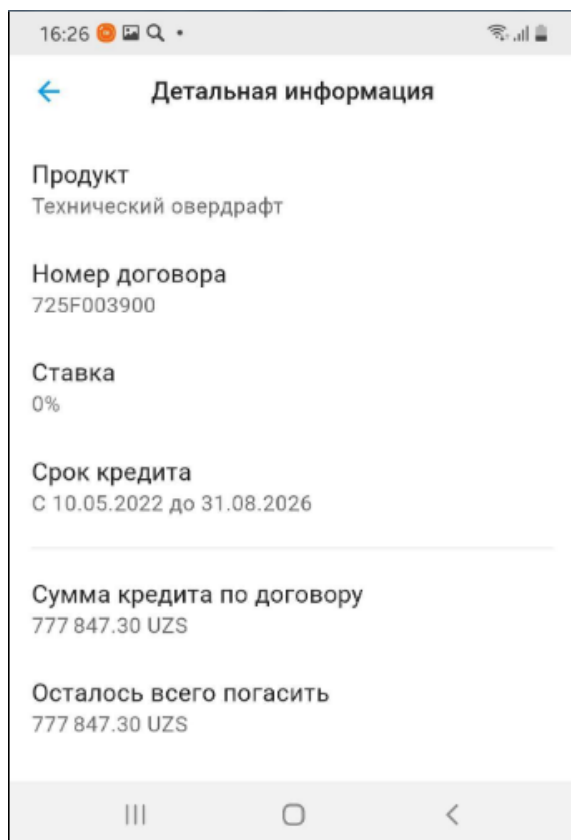 16:26
Детальная информация
Продукт
Технический овердрафт
Номер договора
725F003900
Ставка
0%
Срок кредита
С 10.05.2022 до 31.08.2026
Сумма кредита по договору
777 847.30 UZS
Осталось всего погасить
777 847.30 UZS